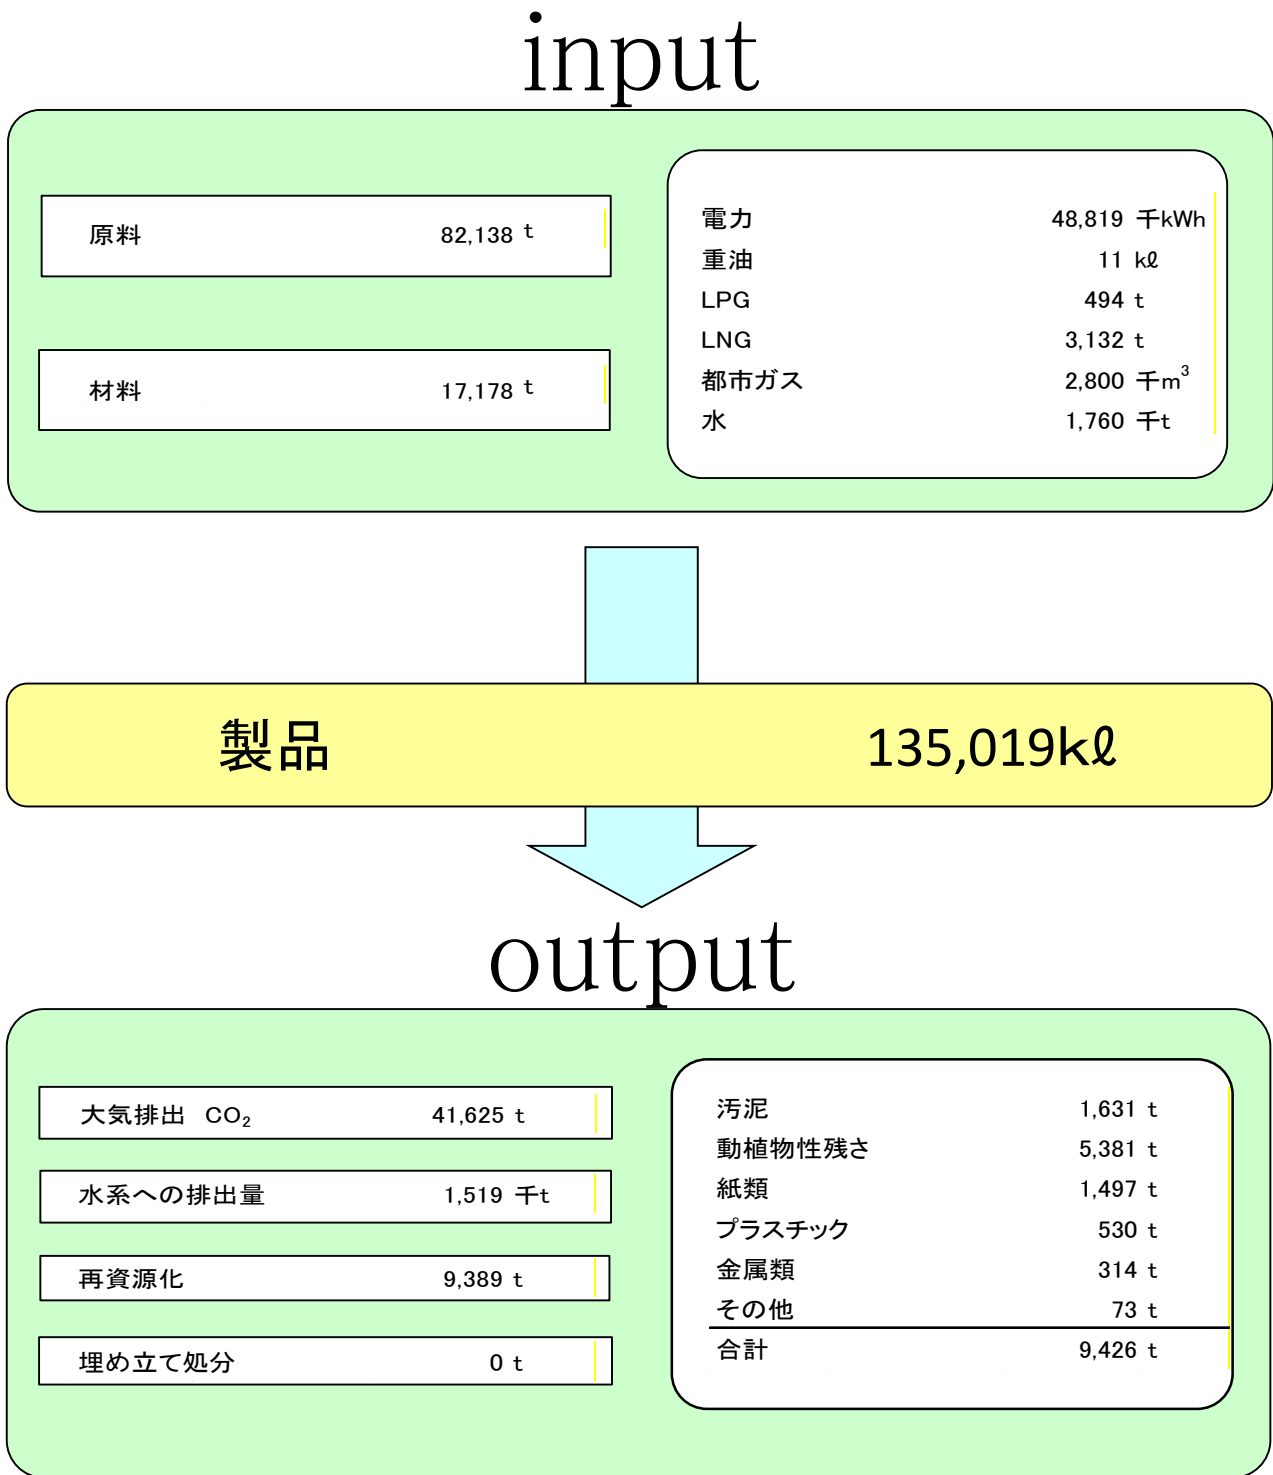 input
原料 82,138 t
材料 17,178 t
電力 48,819 千kWh
重油 11 kℓ
LPG 494 t
LNG 3,132 t
都市ガス 2,800 千m³
水 1,760 千t
製品 135,019kℓ
output
大気排出 CO₂ 41,625 t
水系への排出量 1,519 千t
再資源化 9,389 t
埋め立て処分 0 t
汚泥 1,631 t
動植物性残さ 5,381 t
紙類 1,497 t
プラスチック 530 t
金属類 314 t
その他 73 t
合計 9,426 t